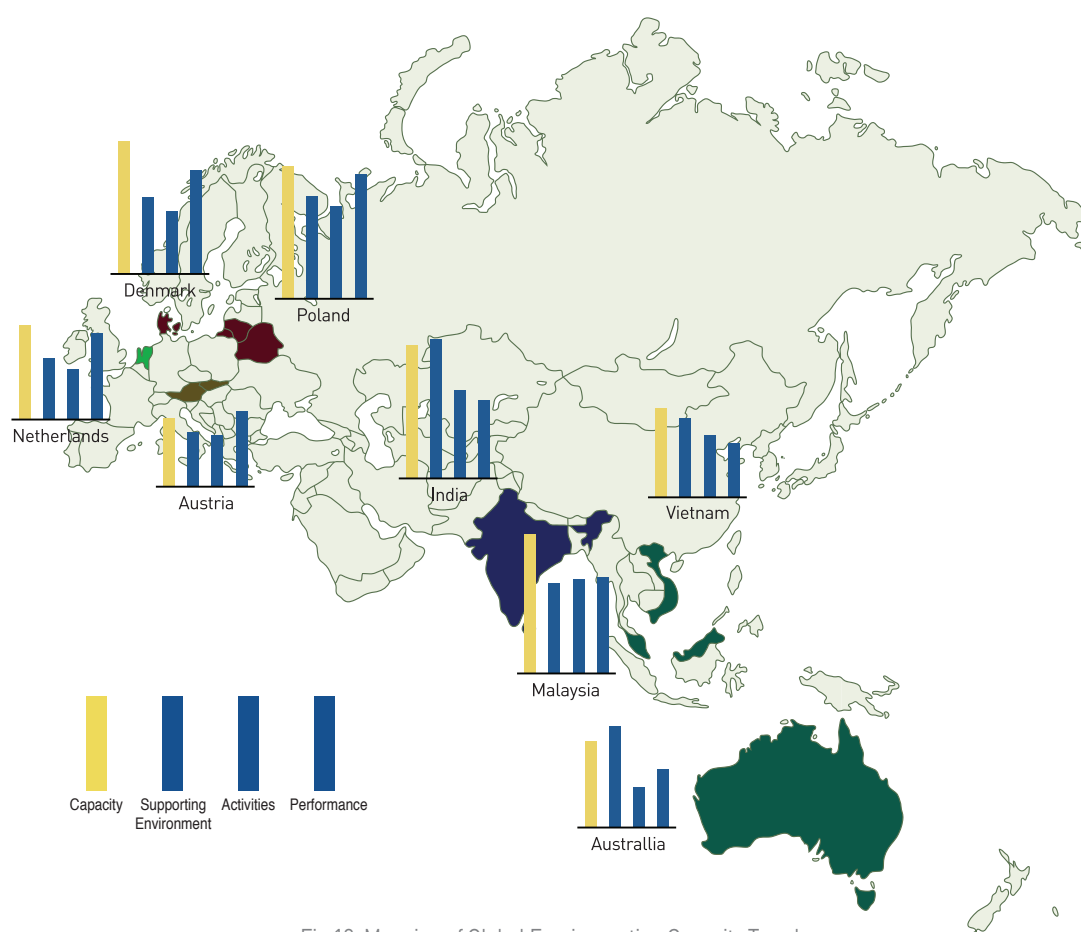 Denmark
Poland
Netherlands
Austria
India
Vietnam
Malaysia
Capacity
Supporting
Environment
Activities
Performance
Australlia